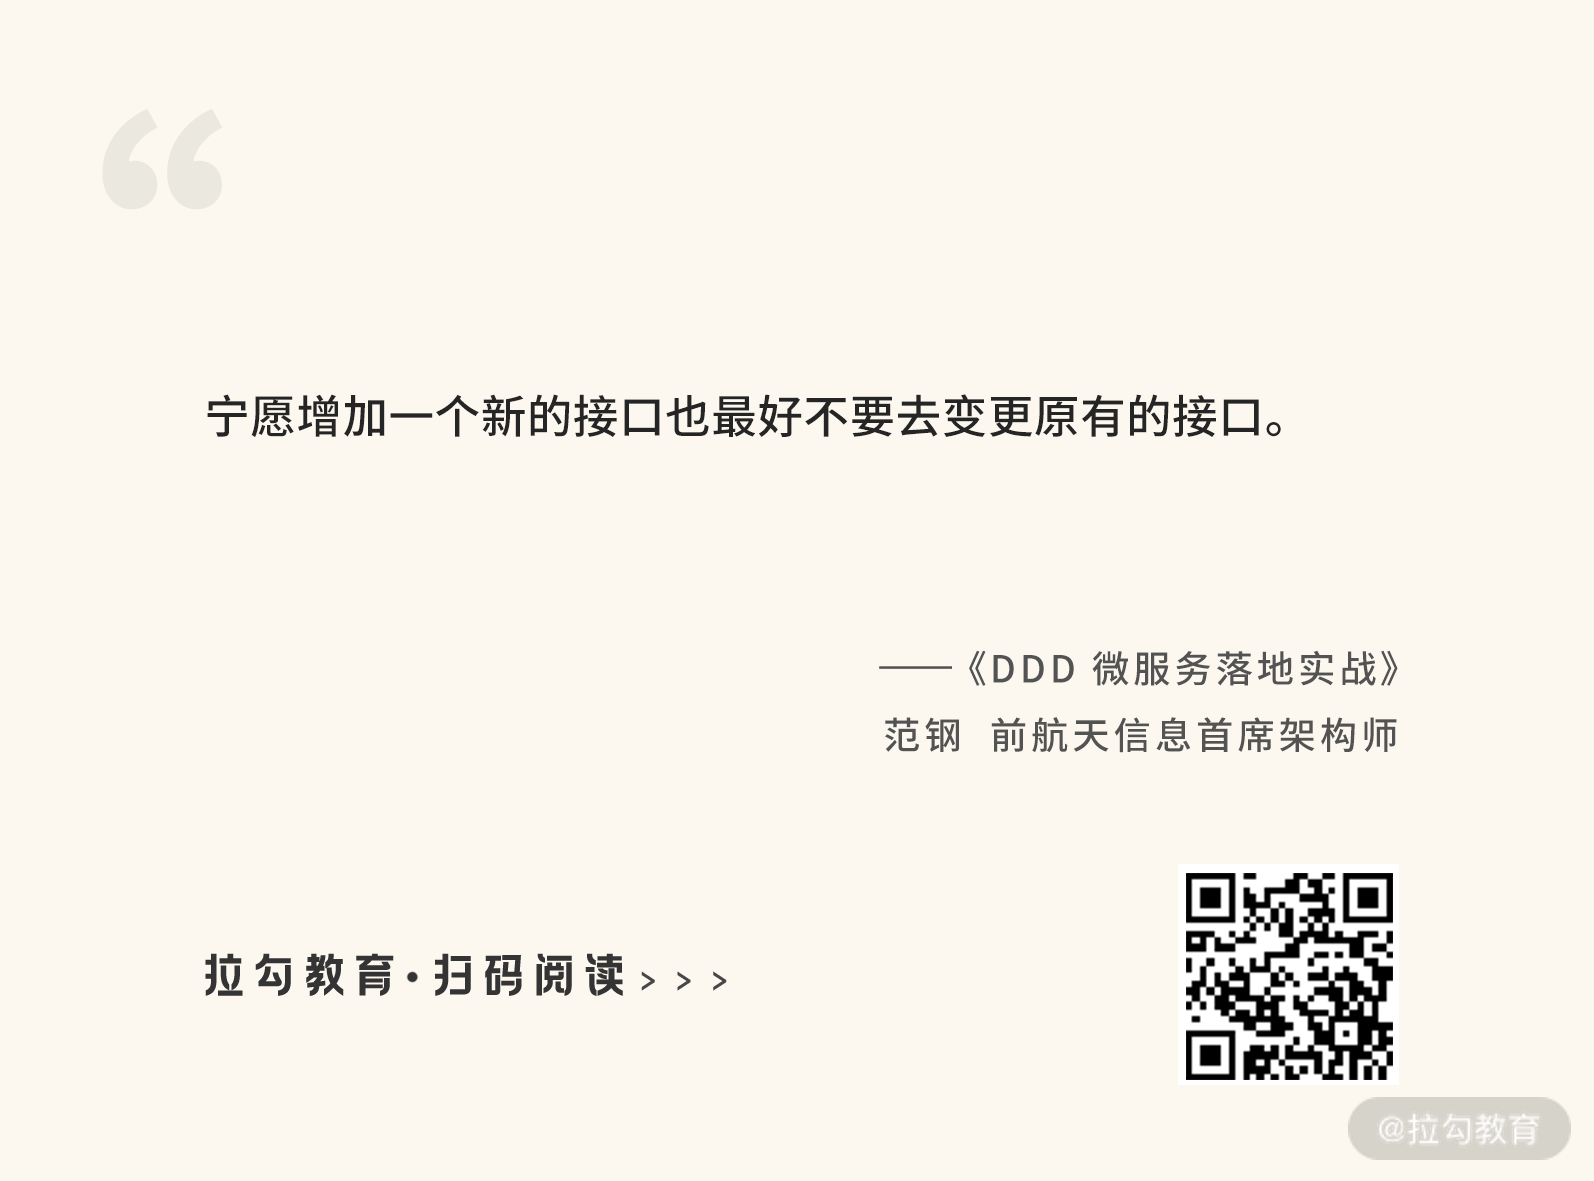 “
宁愿增加一个新的接口也最好不要去变更原有的接口。
——《DDD 微服务落地实战》
范钢 前航天信息首席架构师
拉勾教育·扫码阅读>>>
@拉勾教育